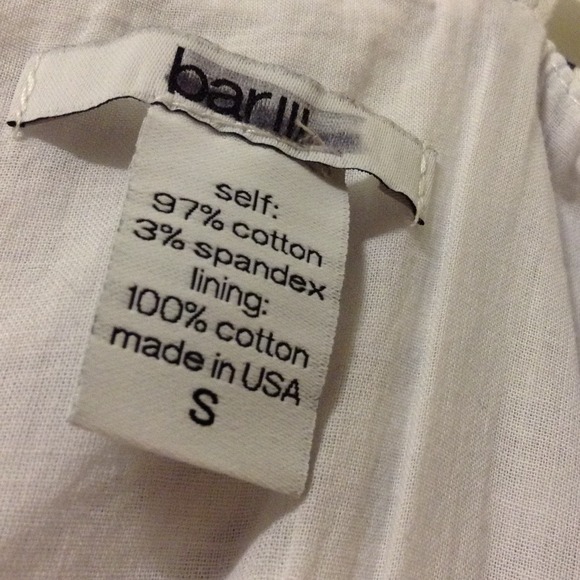 bar III
self:
97% cotton
3% spandex
lining:
100% cotton
made in USA
S